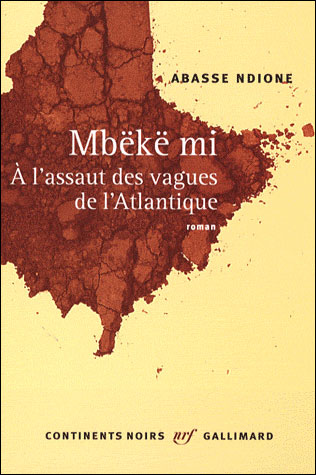 ABASSE NDIONE
Mbëkë mi
À l'assaut des vagues
de l'Atlantique
roman
CONTINENTS NOIRS nrf GALLIMARD